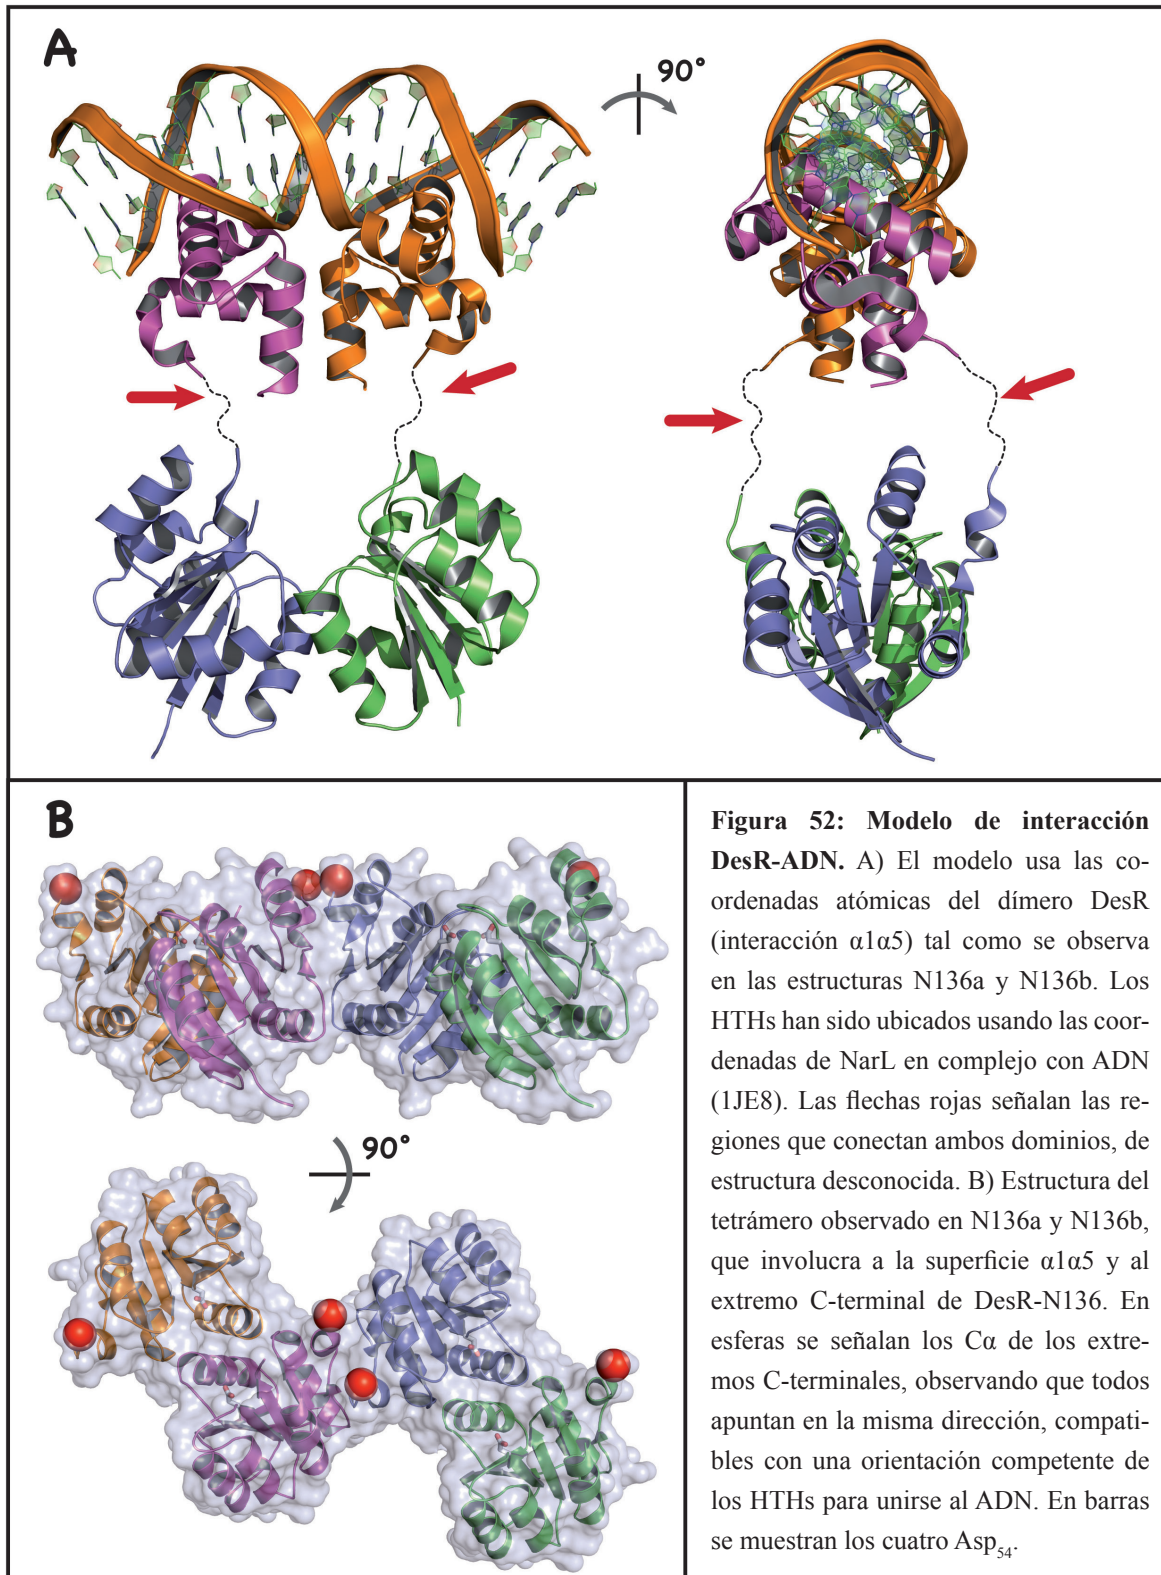 A
90°
B
90°
Figura 52: Modelo de interacción
DesR-ADN. A) El modelo usa las co-
ordenadas atómicas del dímero DesR
(interacción α1α5) tal como se observa
en las estructuras N136a y N136b. Los
HTHs han sido ubicados usando las coor-
denadas de NarL en complejo con ADN
(1JE8). Las flechas rojas señalan las re-
giones que conectan ambos dominios, de
estructura desconocida. B) Estructura del
tetrámero observado en N136a y N136b,
que involucra a la superficie α1α5 y al
extremo C-terminal de DesR-N136. En
esferas se señalan los Cα de los extre-
mos C-terminales, observando que todos
apuntan en la misma dirección, compati-
bles con una orientación competente de
los HTHs para unirse al ADN. En barras
se muestran los cuatro Asp₅₄.